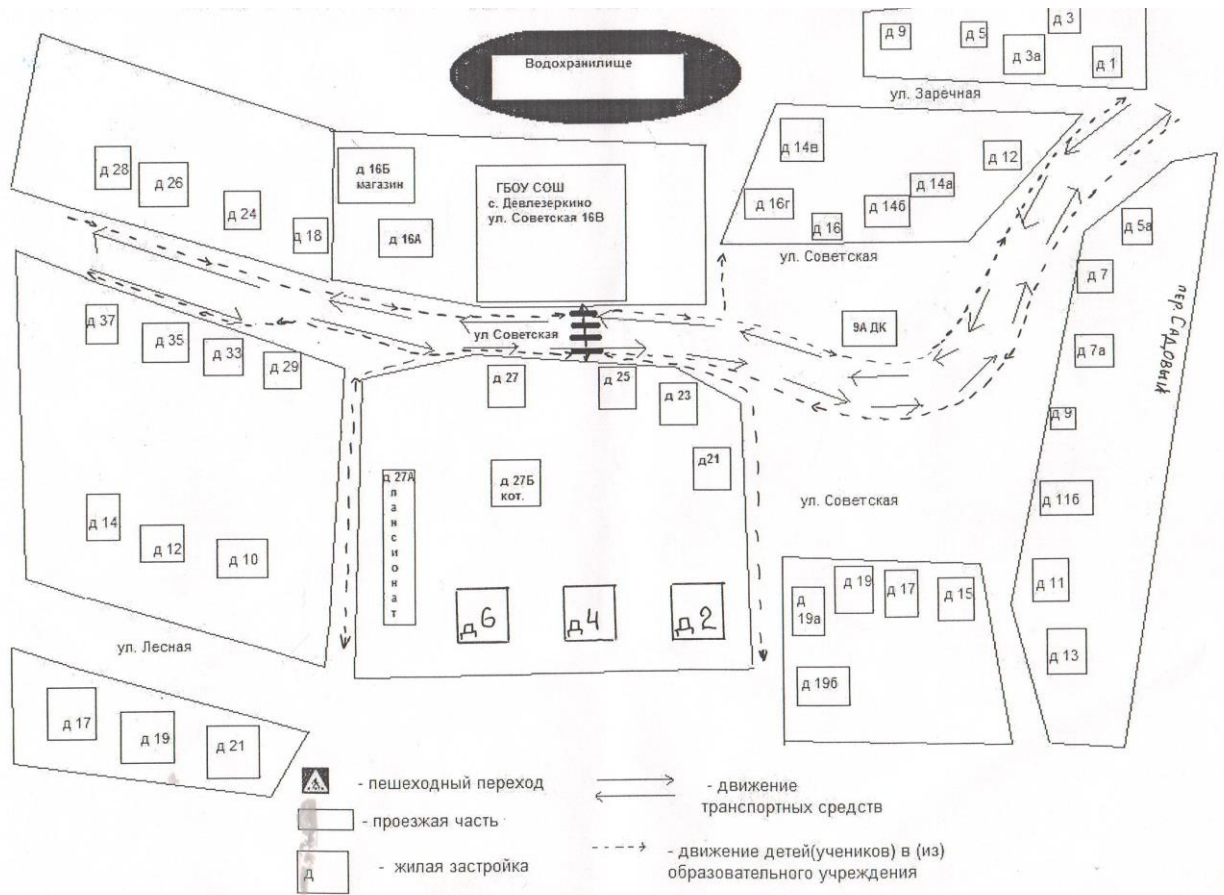 Водохранилище
д 9
д 5
д 3
д 3а
д 1
ул. Заречная
д 28
д 26
д 24
д 18
д 16Б
магазин
д 16А
ГБОУ СОШ
с. Девлезеркино
ул. Советская 16В
д 14в
д 12
д 14а
д 16г
д 14б
д 16
ул. Советская
д 5а
д 7
д 7а
д 9
д 11б
д 11
д 13
пер. САДОВЫЙ
9А ДК
ул Советская
д 37
д 35
д 33
д 29
д 27
д 25
д 23
д21
д 27А
пансионат
д 27Б
кот.
ул. Советская
д 14
д 12
д 10
д 6
д 4
д 2
д
19а
д 19
д 17
д 15
д 19б
ул. Лесная
д 17
д 19
д 21
- пешеходный переход
- проезжая часть
д
- жилая застройка
- движение
транспортных средств
- движение детей(учеников) в (из)
образовательного учреждения